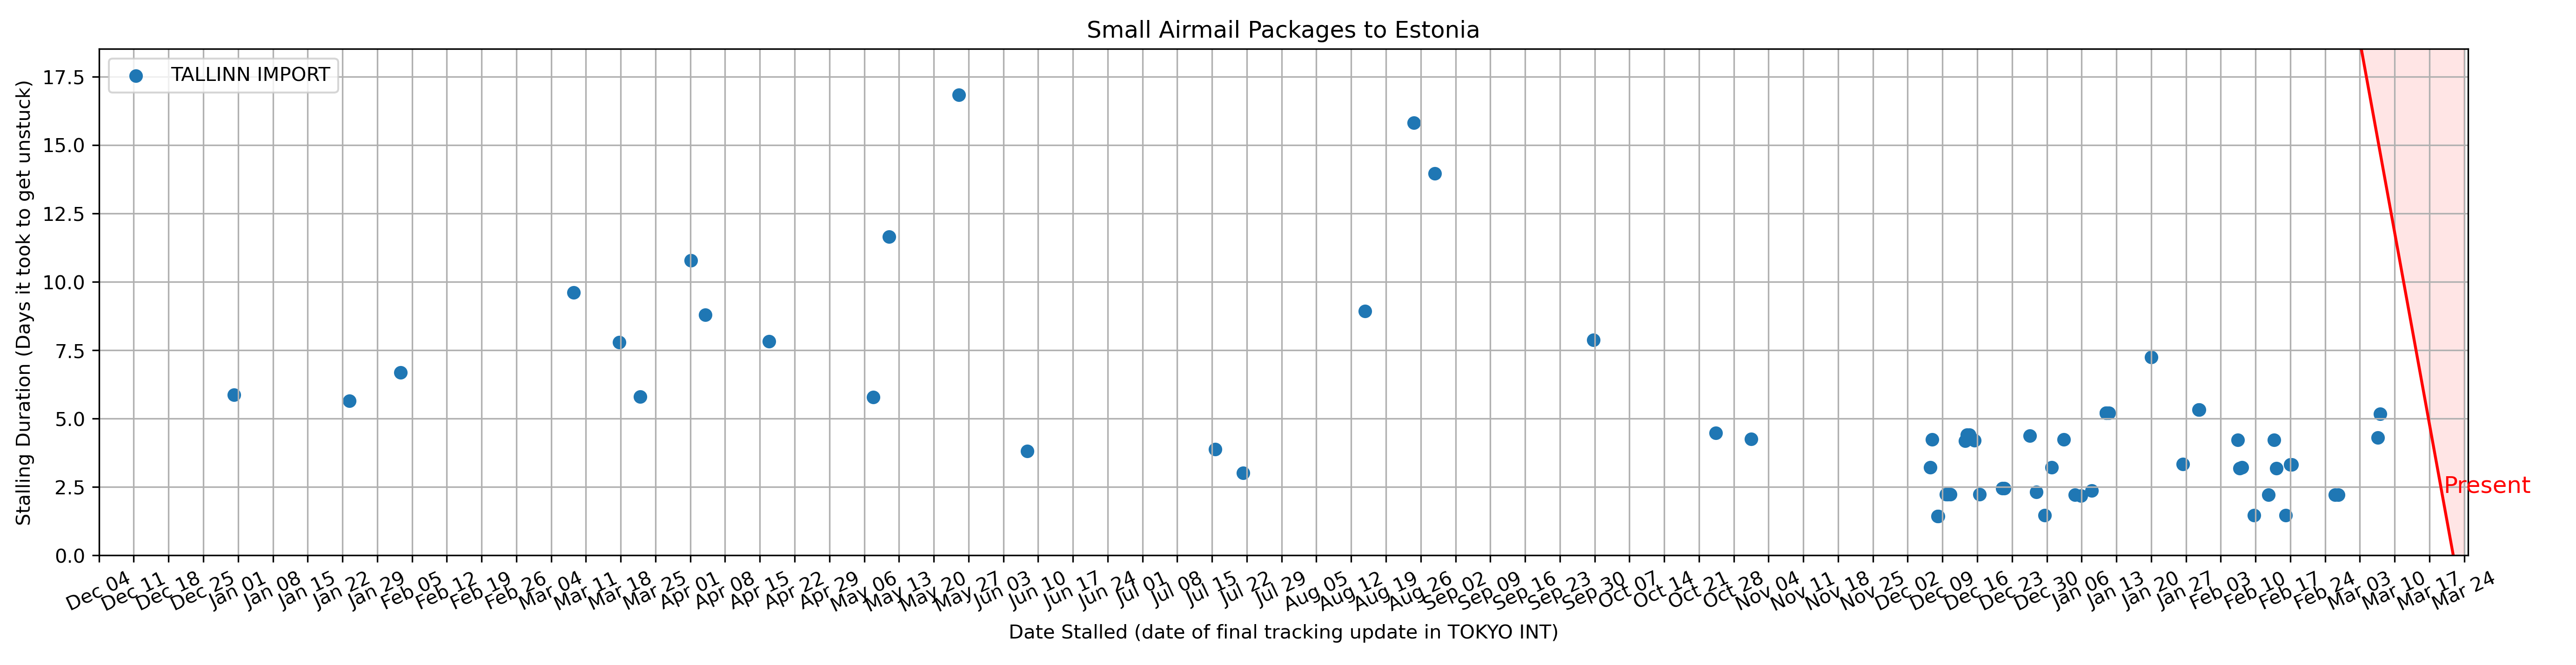 Small Airmail Packages to Estonia
TALLINN IMPORT
Stalling Duration (Days it took to get unstuck)
17.5
15.0
12.5
10.0
7.5
5.0
2.5
0.0
Present
Dec 04 Dec 11 Dec 18 Dec 25 Jan 01 Jan 08 Jan 15 Jan 22 Jan 29 Feb 05 Feb 12 Feb 19 Feb 26 Mar 04 Mar 11 Mar 18 Mar 25 Apr 01 Apr 08 Apr 15 Apr 22 Apr 29 May 06 May 13 May 20 May 27 Jun 03 Jun 10 Jun 17 Jun 24 Jul 01 Jul 08 Jul 15 Jul 22 Jul 29 Aug 05 Aug 12 Aug 19 Aug 26 Sep 02 Sep 09 Sep 16 Sep 23 Sep 30 Oct 07 Oct 14 Oct 21 Oct 28 Nov 04 Nov 11 Nov 18 Nov 25 Dec 02 Dec 09 Dec 16 Dec 23 Dec 30 Jan 06 Jan 13 Jan 20 Jan 27 Feb 03 Feb 10 Feb 17 Feb 24 Mar 03 Mar 10 Mar 17 Mar 24
Date Stalled (date of final tracking update in TOKYO INT)